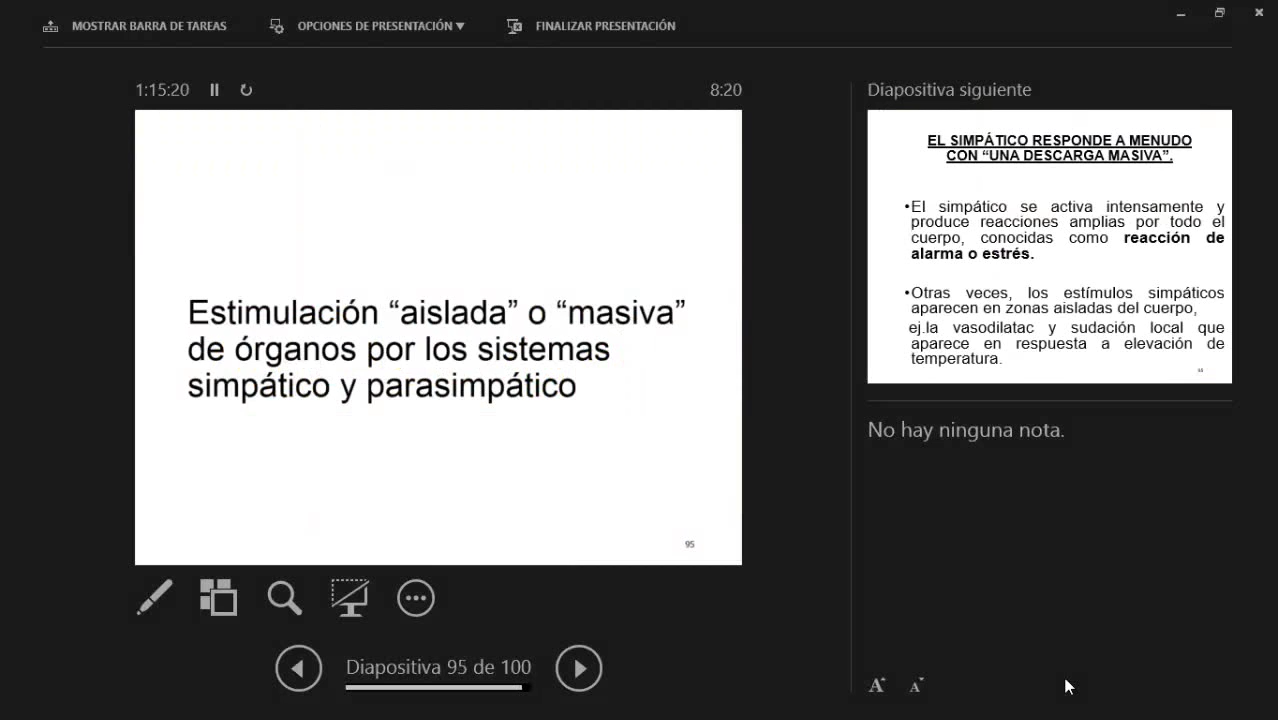 MOSTRAR BARRA DE TAREAS
OPCIONES DE PRESENTACIÓN
FINALIZAR PRESENTACIÓN
1:15:20
8:20
Estimulación “aislada” o “masiva”
de órganos por los sistemas
simpático y parasimpático
95
Diapositiva 95 de 100
Diapositiva siguiente
EL SIMPÁTICO RESPONDE A MENUDO
CON “UNA DESCARGA MASIVA”.
•El simpático se activa intensamente y
produce reacciones amplias por todo el
cuerpo, conocidas como reacción de
alarma o estrés.
•Otras veces, los estímulos simpáticos
aparecen en zonas aisladas del cuerpo,
ej.la vasodilatac y sudación local que
aparece en respuesta a elevación de
temperatura.
No hay ninguna nota.
A A